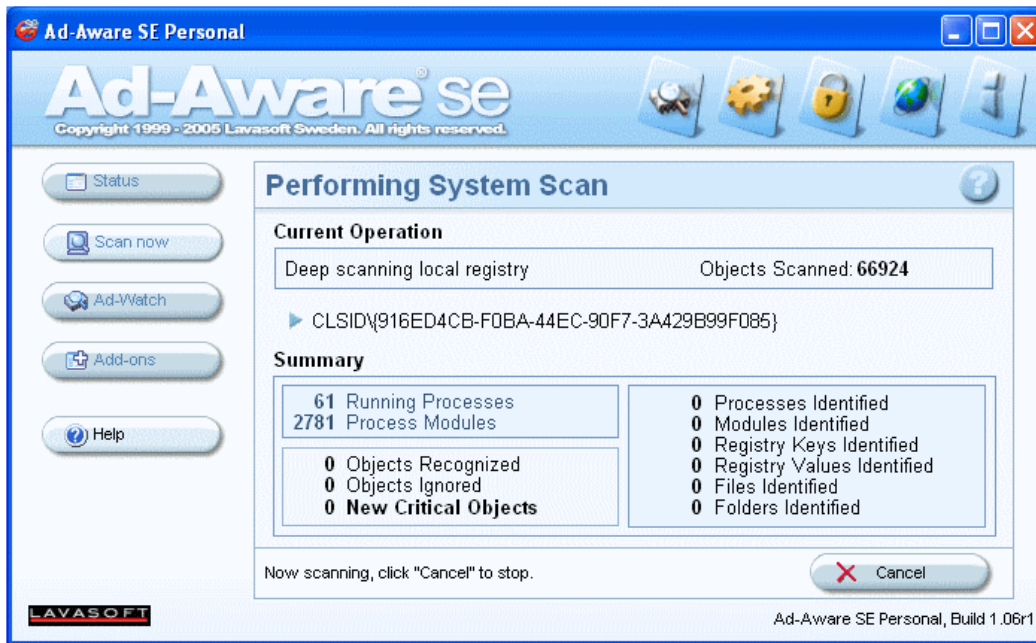 Ad-Aware SE Personal
Ad-Aware® SE
Copyright 1999 - 2005 Lavasoft Sweden. All rights reserved.
Status
Scan now
Ad-Watch
Add-ons
Help
Performing System Scan
Current Operation
Deep scanning local registry Objects Scanned: 66924
CLSID\{916ED4CB-F0BA-44EC-90F7-3A429B99F085}
Summary
61 Running Processes
2781 Process Modules
0 Objects Recognized
0 Objects Ignored
0 New Critical Objects
0 Processes Identified
0 Modules Identified
0 Registry Keys Identified
0 Registry Values Identified
0 Files Identified
0 Folders Identified
Now scanning, click "Cancel" to stop.
Cancel
LAVASOFT
Ad-Aware SE Personal, Build 1.06r1